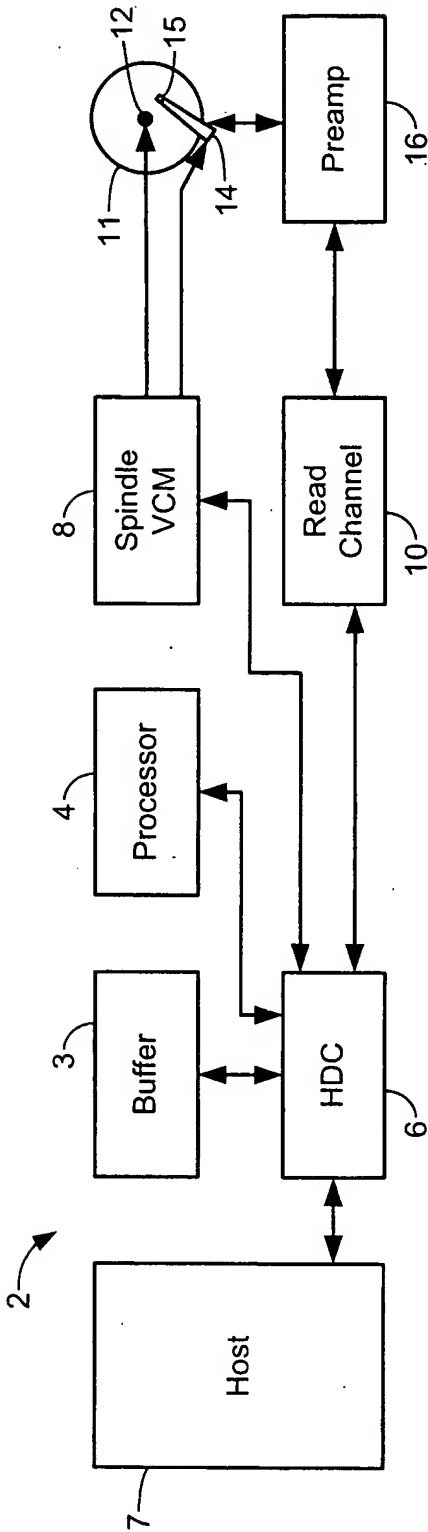 2
7
Host
3
Buffer
4
Processor
8
Spindle
VCM
11
12
15
14
HDC
6
Read
Channel
10
Preamp
16